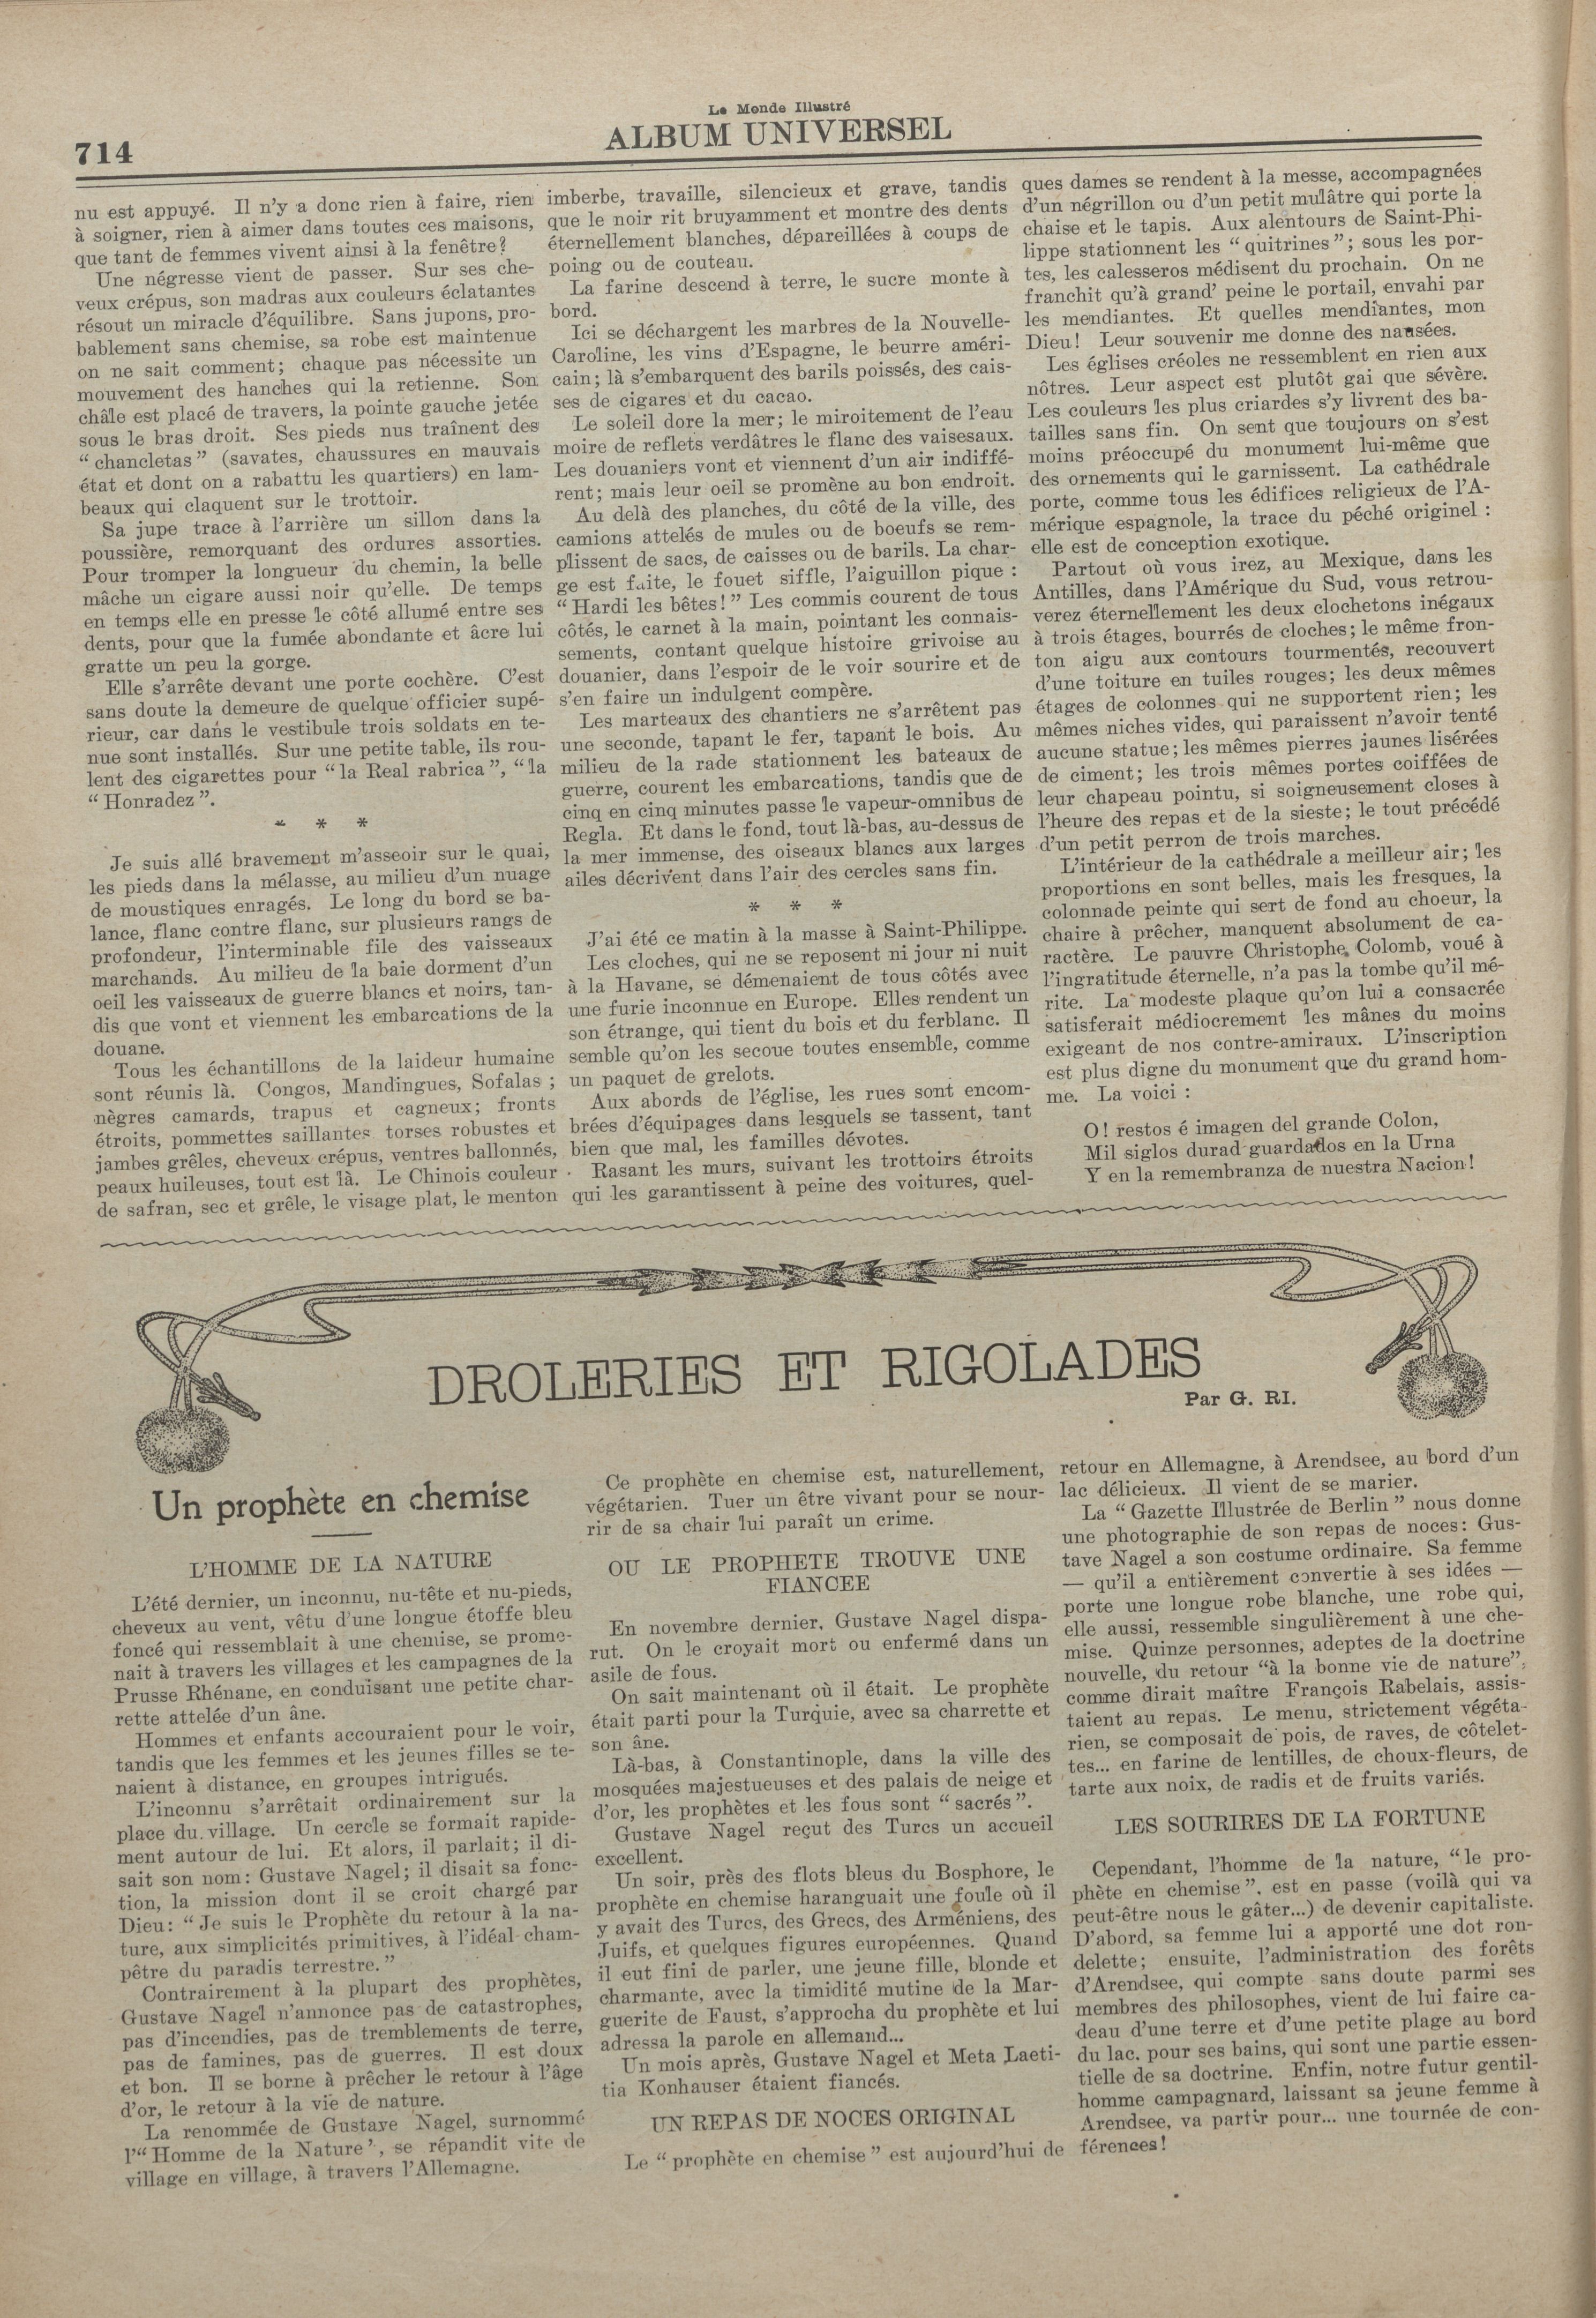 Le Monde Illustré
714
ALBUM UNIVERSEL
nu est appuyé. Il n'y a donc rien à faire, rien
à soigner, rien à aimer dans toutes ces maisons,
que tant de femmes vivent ainsi à la fenêtre?
Une négresse vient de passer. Sur ses che-
veux crépus, son madras aux couleurs éclatantes
résout un miracle d'équilibre. Sans jupons, pro-
bablement sans chemise, sa robe est maintenue
on ne sait comment; chaque pas nécessite un
mouvement des hanches qui la retienne. Son
châle est placé de travers, la pointe gauche jetée
sous le bras droit. Ses pieds nus traînent des
"chancletas" (savates, chaussures en mauvais
état et dont on a rabattu les quartiers) en lam-
beaux qui claquent sur le trottoir.
Sa jupe trace à l'arrière un sillon dans la
poussière, remorquant des ordures assorties.
Pour tromper la longueur du chemin, la belle
mâche un cigare aussi noir qu'elle. De temps
en temps elle en presse le côté allumé entre ses
dents, pour que la fumée abondante et âcre lui
gratte un peu la gorge.
Elle s'arrête devant une porte cochère. C'est
sans doute la demeure de quelque officier supé-
rieur, car dans le vestibule trois soldats en te-
nue sont installés. Sur une petite table, ils rou-
lent des cigarettes pour "la Real rabrica", "la
"Honradez".
* * *
Je suis allé bravement m'asseoir sur le quai,
les pieds dans la mélasse, au milieu d'un nuage
de moustiques enragés. Le long du bord se ba-
lance, flanc contre flanc, sur plusieurs rangs de
profondeur, l'interminable file des vaisseaux
marchands. Au milieu de la baie dorment d'un
oeil les vaisseaux de guerre blancs et noirs, tan-
dis que vont et viennent les embarcations de la
douane.
Tous les échantillons de la laideur humaine
sont réunis là. Congos, Mandingues, Sofalas;
nègres camards, trapus et cagneux; fronts
étroits, pommettes saillantes torses robustes et
jambes grêles, cheveux crépus, ventres ballonnés,
peaux huileuses, tout est là. Le Chinois couleur
de safran, sec et grêle, le visage plat, le menton
imberbe, travaille, silencieux et grave, tandis
que le noir rit bruyamment et montre des dents
éternellement blanches, dépareillées à coups de
poing ou de couteau.
La farine descend à terre, le sucre monte à
bord.
Ici se déchargent les marbres de la Nouvelle-
Caroline, les vins d'Espagne, le beurre améri-
cain; là s'embarquent des barils poissés, des cais-
ses de cigares et du cacao.
Le soleil dore la mer; le miroitement de l'eau
moire de reflets verdâtres le flanc des vaisesaux.
Les douaniers vont et viennent d'un air indiffé-
rent; mais leur oeil se promène au bon endroit.
Au delà des planches, du côté de la ville, des
camions attelés de mules ou de boeufs se rem-
plissent de sacs, de caisses ou de barils. La char-
ge est faite, le fouet siffle, l'aiguillon pique :
"Hardi les bêtes!" Les commis courent de tous
côtés, le carnet à la main, pointant les connais-
sements, contant quelque histoire grivoise au
douanier, dans l'espoir de le voir sourire et de
s'en faire un indulgent compère.
Les marteaux des chantiers ne s'arrêtent pas
une seconde, tapant le fer, tapant le bois. Au
milieu de la rade stationnent les bateaux de
guerre, courent les embarcations, tandis que de
cinq en cinq minutes passe le vapeur-omnibus de
Regla. Et dans le fond, tout là-bas, au-dessus de
la mer immense, des oiseaux blancs aux larges
ailes décrivent dans l'air des cercles sans fin.
* * *
J'ai été ce matin à la masse à Saint-Philippe.
Les cloches, qui ne se reposent ni jour ni nuit
à la Havane, se démenaient de tous côtés avec
une furie inconnue en Europe. Elles rendent un
son étrange, qui tient du bois et du ferblanc. Il
semble qu'on les secoue toutes ensemble, comme
un paquet de grelots.
Aux abords de l'église, les rues sont encom-
brées d'équipages dans lesquels se tassent, tant
bien que mal, les familles dévotes.
Rasant les murs, suivant les trottoirs étroits
qui les garantissent à peine des voitures, quel-
ques dames se rendent à la messe, accompagnées
d'un négrillon ou d'un petit mulâtre qui porte la
chaise et le tapis. Aux alentours de Saint-Phi-
lippe stationnent les "quitrines"; sous les por-
tes, les calesseros médisent du prochain. On ne
franchit qu'à grand' peine le portail, envahi par
les mendiantes. Et quelles mendiantes, mon
Dieu! Leur souvenir me donne des nausées.
Les églises créoles ne ressemblent en rien aux
nôtres. Leur aspect est plutôt gai que sévère.
Les couleurs les plus criardes s'y livrent des ba-
tailles sans fin. On sent que toujours on s'est
moins préoccupé du monument lui-même que
des ornements qui le garnissent. La cathédrale
porte, comme tous les édifices religieux de l'A-
mérique espagnole, la trace du péché originel :
elle est de conception exotique.
Partout où vous irez, au Mexique, dans les
Antilles, dans l'Amérique du Sud, vous retrou-
verez éternellement les deux clochetons inégaux
à trois étages, bourrés de cloches; le même fron-
ton aigu aux contours tourmentés, recouvert
d'une toiture en tuiles rouges; les deux mêmes
étages de colonnes qui ne supportent rien; les
mêmes niches vides, qui paraissent n'avoir tenté
aucune statue; les mêmes pierres jaunes lisérées
de ciment; les trois mêmes portes coiffées de
leur chapeau pointu, si soigneusement closes à
l'heure des repas et de la sieste; le tout précédé
d'un petit perron de trois marches.
L'intérieur de la cathédrale a meilleur air; les
proportions en sont belles, mais les fresques, la
colonnade peinte qui sert de fond au choeur, la
chaire à prêcher, manquent absolument de ca-
ractère. Le pauvre Christophe Colomb, voué à
l'ingratitude éternelle, n'a pas la tombe qu'il mé-
rite. La modeste plaque qu'on lui a consacrée
satisferait médiocrement les mânes du moins
exigeant de nos contre-amiraux. L'inscription
est plus digne du monument que du grand hom-
me. La voici :
O! restos é imagen del grande Colon,
Mil siglos durad guardados en la Urna
Y en la remembranza de nuestra Nacion!
DROLERIES ET RIGOLADES
Par G. RI.
Un prophète en chemise
L'HOMME DE LA NATURE
L'été dernier, un inconnu, nu-tête et nu-pieds,
cheveux au vent, vêtu d'une longue étoffe bleu
foncé qui ressemblait à une chemise, se prome-
nait à travers les villages et les campagnes de la
Prusse Rhénane, en conduisant une petite char-
rette attelée d'un âne.
Hommes et enfants accouraient pour le voir,
tandis que les femmes et les jeunes filles se te-
naient à distance, en groupes intrigués.
L'inconnu s'arrêtait ordinairement sur la
place du village. Un cercle se formait rapide-
ment autour de lui. Et alors, il parlait; il di-
sait son nom: Gustave Nagel; il disait sa fonc-
tion, la mission dont il se croit chargé par
Dieu: "Je suis le Prophète du retour à la na-
ture, aux simplicités primitives, à l'idéal cham-
pêtre du paradis terrestre."
Contrairement à la plupart des prophètes,
Gustave Nagel n'annonce pas de catastrophes,
pas d'incendies, pas de tremblements de terre,
pas de famines, pas de guerres. Il est doux
et bon. Il se borne à prêcher le retour à l'âge
d'or, le retour à la vie de nature.
La renommée de Gustave Nagel, surnommé
l'"Homme de la Nature', se répandit vite de
village en village, à travers l'Allemagne.
Ce prophète en chemise est, naturellement,
végétarien. Tuer un être vivant pour se nour-
rir de sa chair lui paraît un crime.
OU LE PROPHETE TROUVE UNE
FIANCEE
En novembre dernier, Gustave Nagel dispa-
rut. On le croyait mort ou enfermé dans un
asile de fous.
On sait maintenant où il était. Le prophète
était parti pour la Turquie, avec sa charrette et
son âne.
Là-bas, à Constantinople, dans la ville des
mosquées majestueuses et des palais de neige et
d'or, les prophètes et les fous sont "sacrés".
Gustave Nagel reçut des Turcs un accueil
excellent.
Un soir, près des flots bleus du Bosphore, le
prophète en chemise haranguait une foule où il
y avait des Turcs, des Grecs, des Arméniens, des
Juifs, et quelques figures européennes. Quand
il eut fini de parler, une jeune fille, blonde et
charmante, avec la timidité mutine de la Mar-
guerite de Faust, s'approcha du prophète et lui
adressa la parole en allemand...
Un mois après, Gustave Nagel et Meta Laeti-
tia Konhauser étaient fiancés.
UN REPAS DE NOCES ORIGINAL
Le "prophète en chemise" est aujourd'hui de
retour en Allemagne, à Arendsee, au bord d'un
lac délicieux. Il vient de se marier.
La "Gazette Illustrée de Berlin" nous donne
une photographie de son repas de noces: Gus-
tave Nagel a son costume ordinaire. Sa femme
— qu'il a entièrement convertie à ses idées —
porte une longue robe blanche, une robe qui,
elle aussi, ressemble singulièrement à une che-
mise. Quinze personnes, adeptes de la doctrine
nouvelle, du retour "à la bonne vie de nature",
comme dirait maître François Rabelais, assis-
taient au repas. Le menu, strictement végéta-
rien, se composait de pois, de raves, de côtelet-
tes... en farine de lentilles, de choux-fleurs, de
tarte aux noix, de radis et de fruits variés.
LES SOURIRES DE LA FORTUNE
Cependant, l'homme de la nature, "le pro-
phète en chemise". est en passe (voilà qui va
peut-être nous le gâter...) de devenir capitaliste.
D'abord, sa femme lui a apporté une dot ron-
delette; ensuite, l'administration des forêts
d'Arendsee, qui compte sans doute parmi ses
membres des philosophes, vient de lui faire ca-
deau d'une terre et d'une petite plage au bord
du lac. pour ses bains, qui sont une partie essen-
tielle de sa doctrine. Enfin, notre futur gentil-
homme campagnard, laissant sa jeune femme à
Arendsee, va partir pour... une tournée de con-
férences!